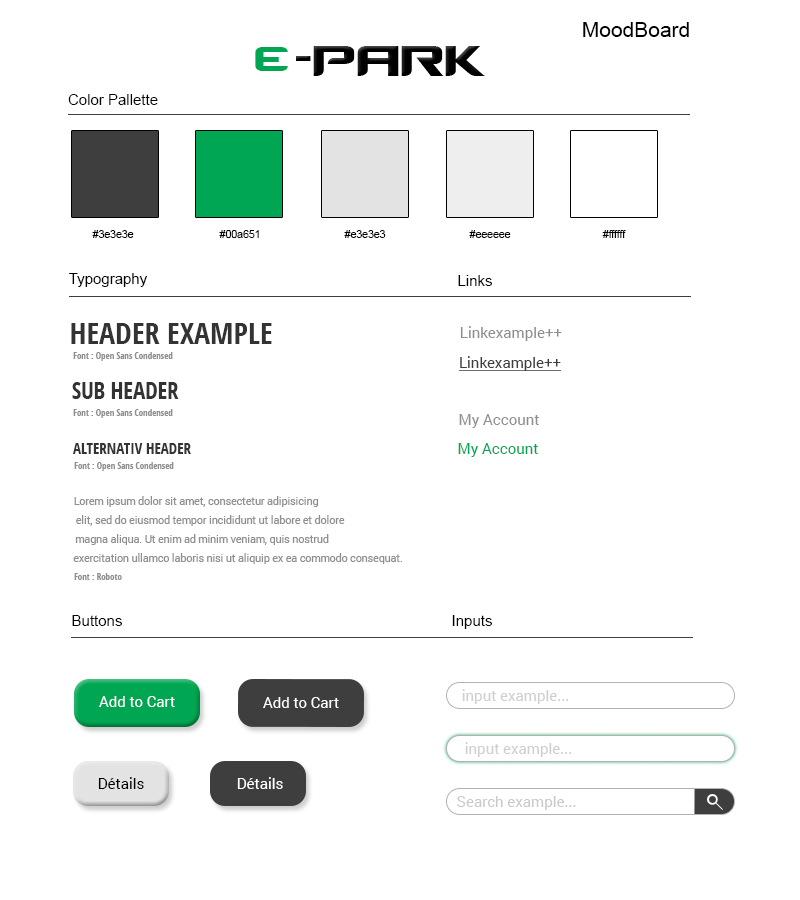 MoodBoard
E-PARK
Color Pallette
#3e3e3e
#00a651
#e3e3e3
#eeeeee
#ffffff
Typography
HEADER EXAMPLE
Font : Open Sans Condensed
SUB HEADER
Font : Open Sans Condensed
ALTERNATIV HEADER
Font : Open Sans Condensed
Lorem ipsum dolor sit amet, consectetur adipisicing
elit, sed do eiusmod tempor incididunt ut labore et dolore
magna aliqua. Ut enim ad minim veniam, quis nostrud
exercitation ullamco laboris nisi ut aliquip ex ea commodo consequat.
Font : Roboto
Links
Linkexample++
Linkexample++
My Account
My Account
Buttons
Add to Cart
Add to Cart
Détails
Détails
Inputs
input example...
input example...
Search example...